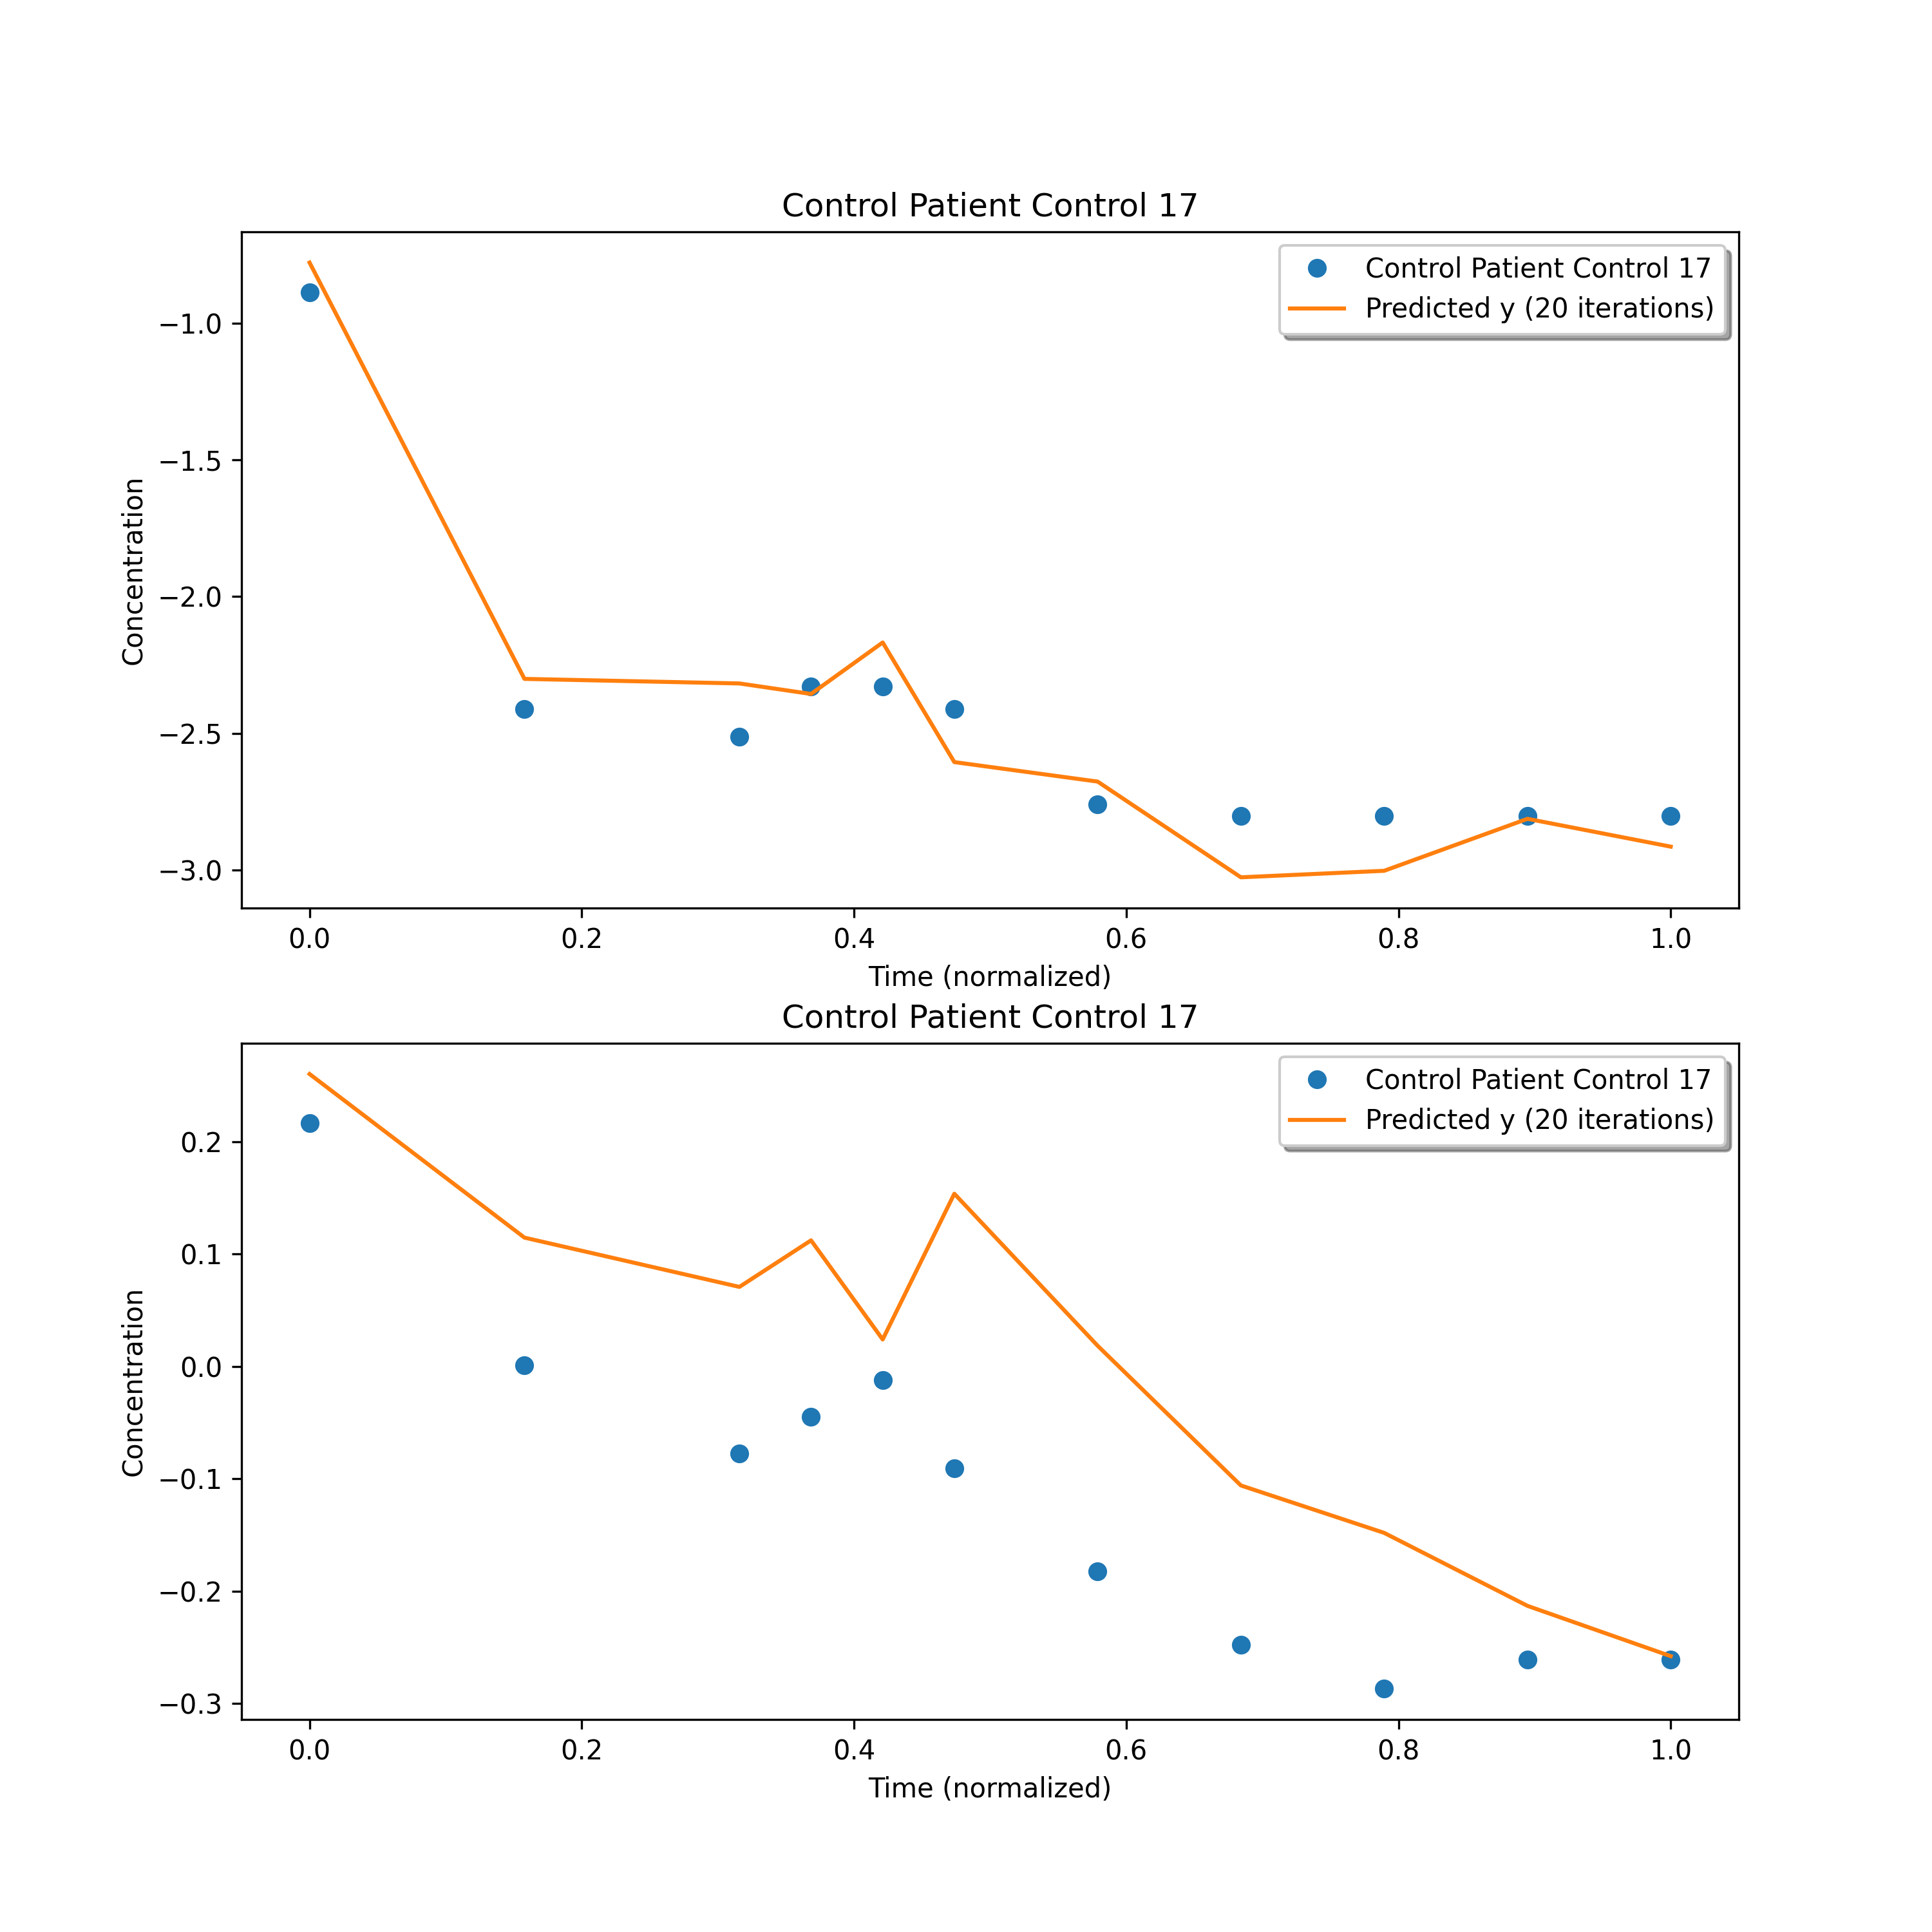 Control Patient Control 17
Control Patient Control 17
Predicted y (20 iterations)
−1.0
−1.5
−2.0
−2.5
−3.0
Concentration
0.0 0.2 0.4 0.6 0.8 1.0
Time (normalized)
Control Patient Control 17
Control Patient Control 17
Predicted y (20 iterations)
0.2
0.1
0.0
−0.1
−0.2
−0.3
Concentration
0.0 0.2 0.4 0.6 0.8 1.0
Time (normalized)